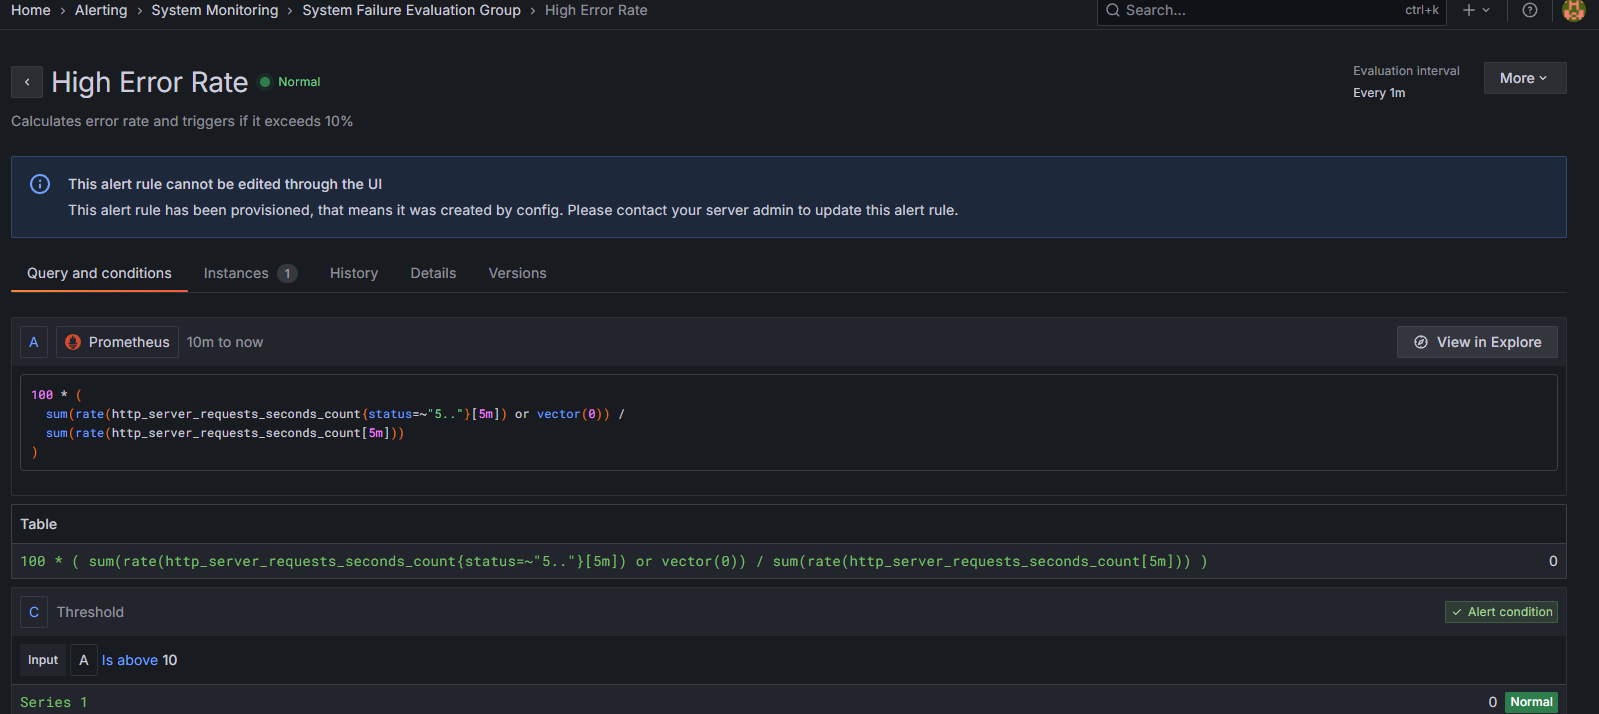 Home › Alerting › System Monitoring › System Failure Evaluation Group › High Error Rate
Search... ctrl+k
High Error Rate Normal
Evaluation interval
Every 1m
More
Calculates error rate and triggers if it exceeds 10%
This alert rule cannot be edited through the UI
This alert rule has been provisioned, that means it was created by config. Please contact your server admin to update this alert rule.
Query and conditions Instances 1 History Details Versions
A Prometheus 10m to now View in Explore
100 * (
sum(rate(http_server_requests_seconds_count{status=~"5.."}[5m]) or vector(0)) /
sum(rate(http_server_requests_seconds_count[5m]))
)
Table
100 * ( sum(rate(http_server_requests_seconds_count{status=~"5.."}[5m]) or vector(0)) / sum(rate(http_server_requests_seconds_count[5m])) ) 0
C Threshold Alert condition
Input A Is above 10
Series 1 0 Normal